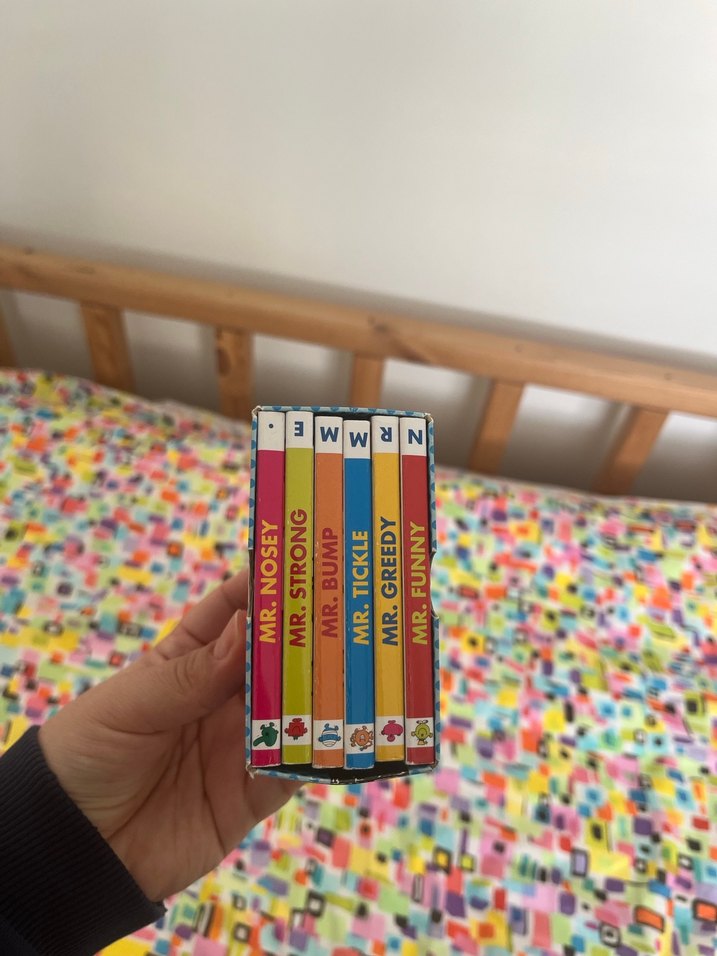 .
MR. NOSEY
E
MR. STRONG
M
MR. BUMP
M
MR. TICKLE
R
MR. GREEDY
N
MR. FUNNY